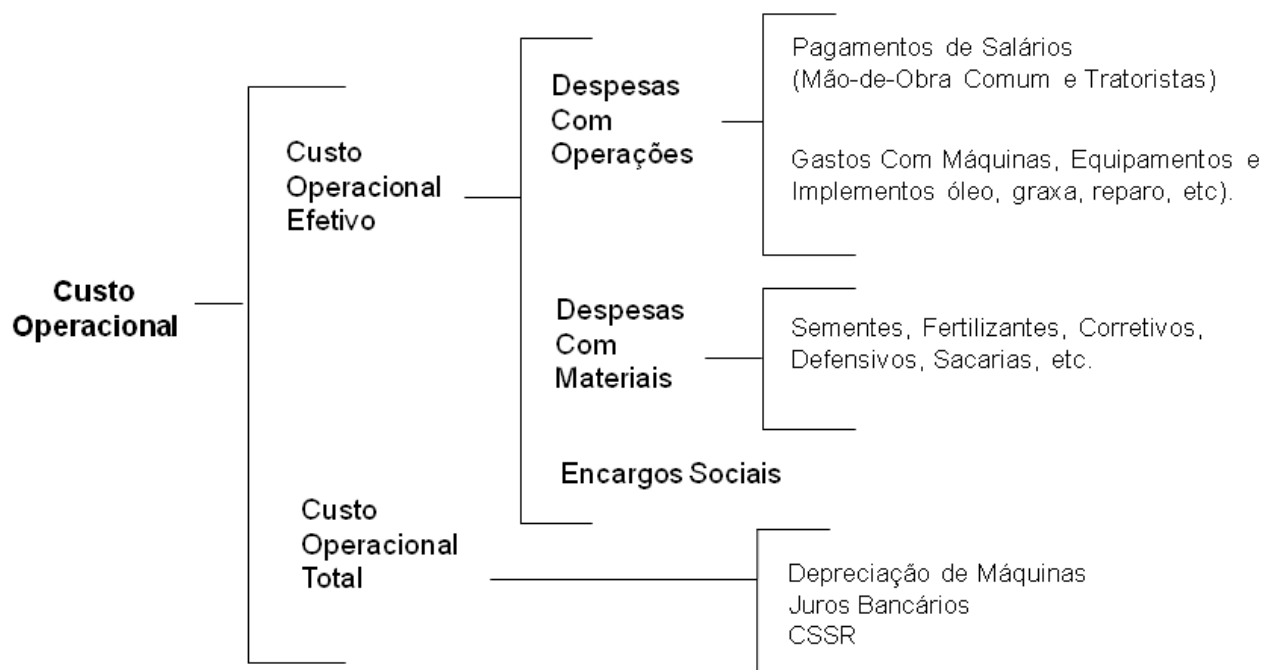 Custo
Operacional
Custo
Operacional
Efetivo
Despesas
Com
Operações
Pagamentos de Salários
(Mão-de-Obra Comum e Tratoristas)
Gastos Com Máquinas, Equipamentos e
Implementos óleo, graxa, reparo, etc).
Despesas
Com
Materiais
Sementes, Fertilizantes, Corretivos,
Defensivos, Sacarias, etc.
Encargos Sociais
Custo
Operacional
Total
Depreciação de Máquinas
Juros Bancários
CSSR